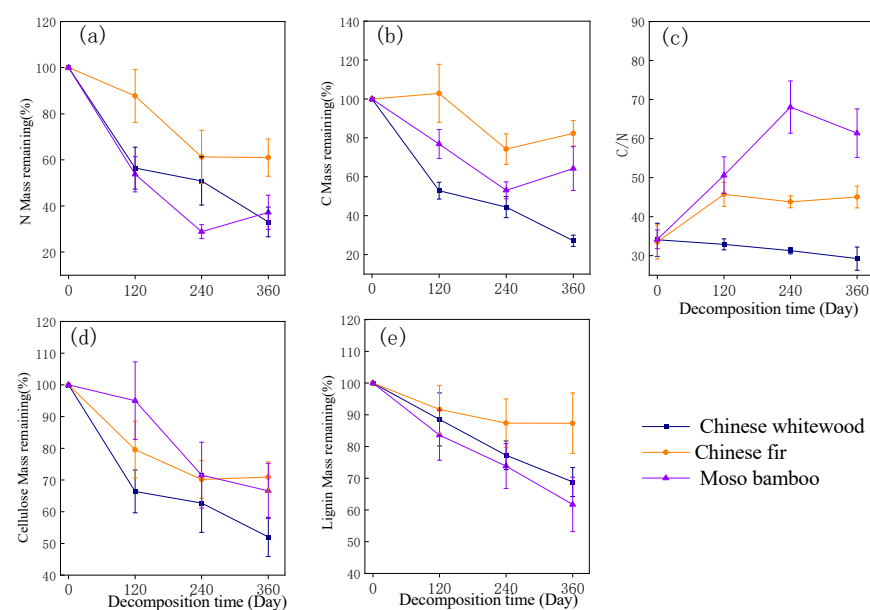 (a)
N Mass remaining(%)
120
100
80
60
40
20
0 120 240 360
(b)
C Mass remaining(%)
140
120
100
80
60
40
20
0 120 240 360
(c)
C/N
90
80
70
60
50
40
30
0 120 240 360
Decomposition time (Day)
(d)
Cellulose Mass remaining(%)
120
110
100
90
80
70
60
50
40
0 120 240 360
Decomposition time (Day)
(e)
Lignin Mass remaining(%)
120
110
100
90
80
70
60
50
40
0 120 240 360
Decomposition time (Day)
Chinese whitewood
Chinese fir
Moso bamboo